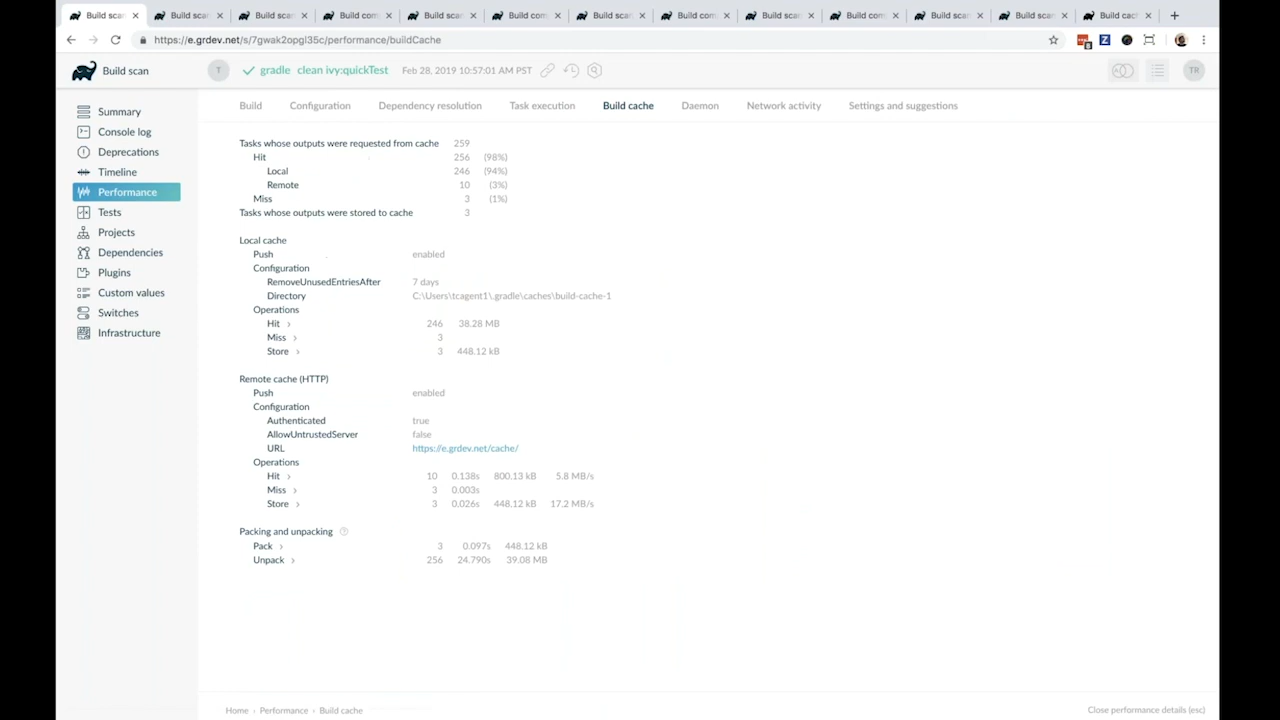 Build scan Build scan Build scan Build com Build scan Build com Build scan Build com Build scan Build com Build scan Build scan Build cac
https://e.grdev.net/s/7gwak2opgl35c/performance/buildCache
Build scan T gradle clean ivy:quickTest Feb 28, 2019 10:57:01 AM PST TR
Build Configuration Dependency resolution Task execution Build cache Daemon Network activity Settings and suggestions
Summary
Console log
Deprecations
Timeline
Performance
Tests
Projects
Dependencies
Plugins
Custom values
Switches
Infrastructure
Tasks whose outputs were requested from cache 259
Hit 256 (98%)
Local 246 (94%)
Remote 10 (3%)
Miss 3 (1%)
Tasks whose outputs were stored to cache 3
Local cache
Push enabled
Configuration
RemoveUnusedEntriesAfter 7 days
Directory C:\Users\tcagent1\.gradle\caches\build-cache-1
Operations
Hit 246 38.28 MB
Miss 3
Store 3 448.12 kB
Remote cache (HTTP)
Push enabled
Configuration
Authenticated true
AllowUntrustedServer false
URL https://e.grdev.net/cache/
Operations
Hit 10 0.138s 800.13 kB 5.8 MB/s
Miss 3 0.003s
Store 3 0.026s 448.12 kB 17.2 MB/s
Packing and unpacking
Pack 3 0.097s 448.12 kB
Unpack 256 24.790s 39.08 MB
Home › Performance › Build cache
Close performance details (esc)